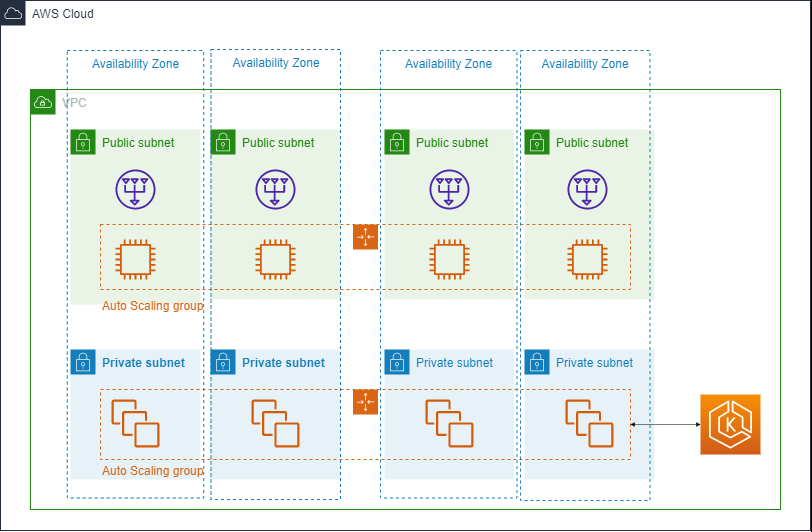 AWS Cloud
Availability Zone
Availability Zone
Availability Zone
Availability Zone
VPC
Public subnet
Public subnet
Public subnet
Public subnet
Auto Scaling group
Private subnet
Private subnet
Private subnet
Private subnet
K
Auto Scaling group